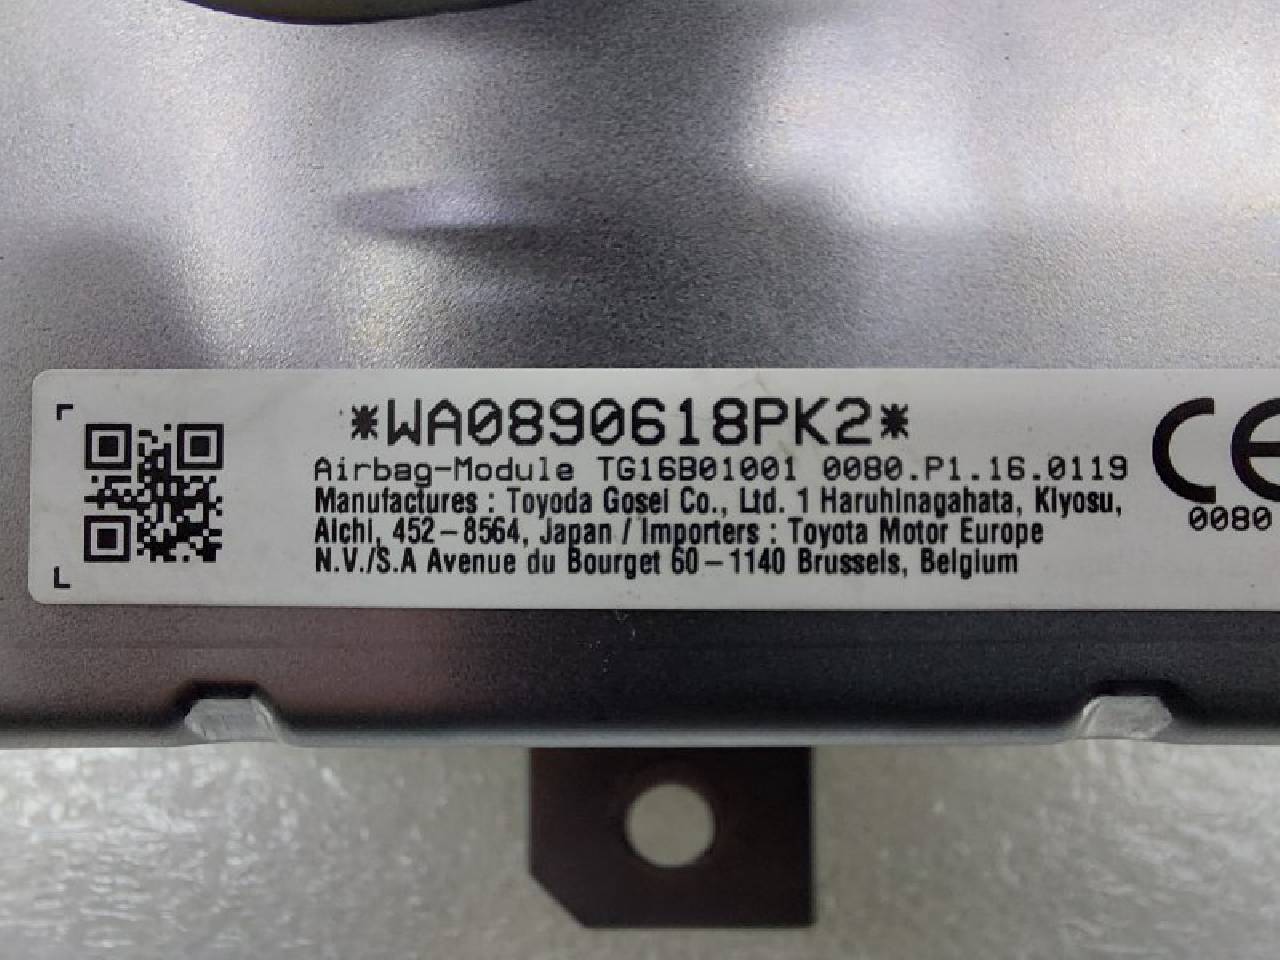 *WA0890618PK2*
Airbag-Module TG16B01001 0080.P1.16.0119
Manufactures : Toyoda Gosei Co., Ltd. 1 Haruhinagahata, Kiyosu,
Aichi, 452-8564, Japan / Importers : Toyota Motor Europe
N.V./S.A Avenue du Bourget 60-1140 Brussels, Belgium
CE
0080